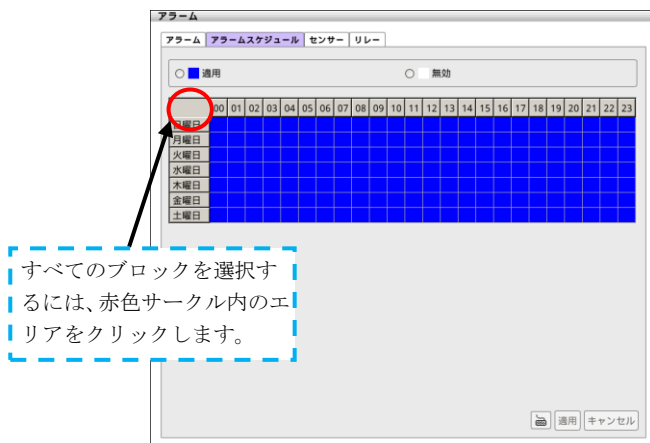 アラーム
アラーム アラームスケジュール センサー リレー
適用 無効
00 01 02 03 04 05 06 07 08 09 10 11 12 13 14 15 16 17 18 19 20 21 22 23
日曜日
月曜日
火曜日
水曜日
木曜日
金曜日
土曜日
すべてのブロックを選択す
るには、赤色サークル内のエ
リアをクリックします。
適用 キャンセル